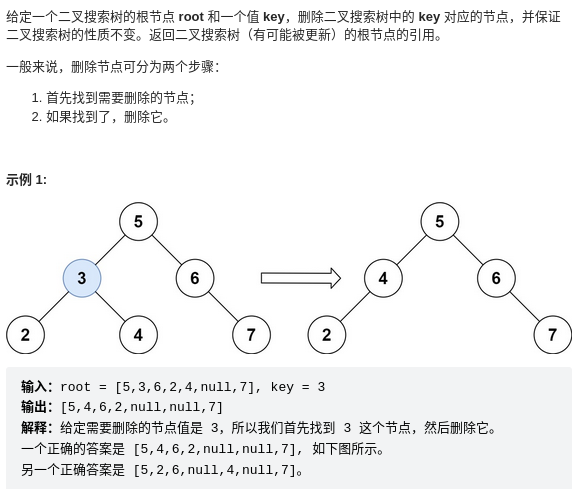 给定一个二叉搜索树的根节点 root 和一个值 key，删除二叉搜索树中的 key 对应的节点，并保证
二叉搜索树的性质不变。返回二叉搜索树（有可能被更新）的根节点的引用。
一般来说，删除节点可分为两个步骤：
1. 首先找到需要删除的节点；
2. 如果找到了，删除它。
示例 1:
5 5
3 6 4 6
2 4 7 2 7
输入：root = [5,3,6,2,4,null,7], key = 3
输出：[5,4,6,2,null,null,7]
解释：给定需要删除的节点值是 3，所以我们首先找到 3 这个节点，然后删除它。
一个正确的答案是 [5,4,6,2,null,null,7], 如下图所示。
另一个正确答案是 [5,2,6,null,4,null,7]。